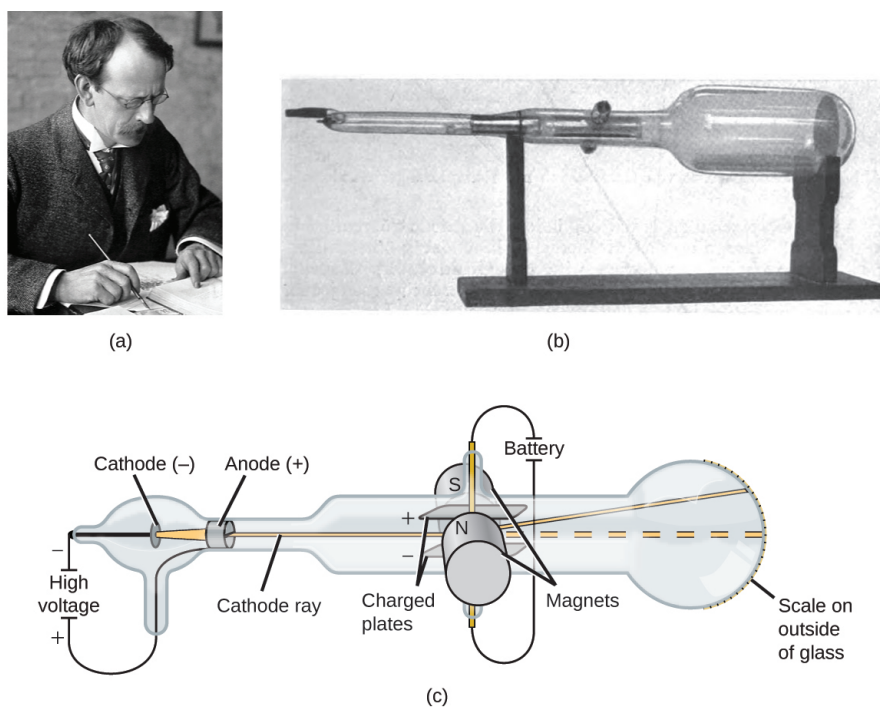 (a)
(b)
Battery
Cathode (–)
Anode (+)
S
+
N
–
–
High
voltage
+
Cathode ray
Charged
plates
Magnets
Scale on
outside
of glass
(c)